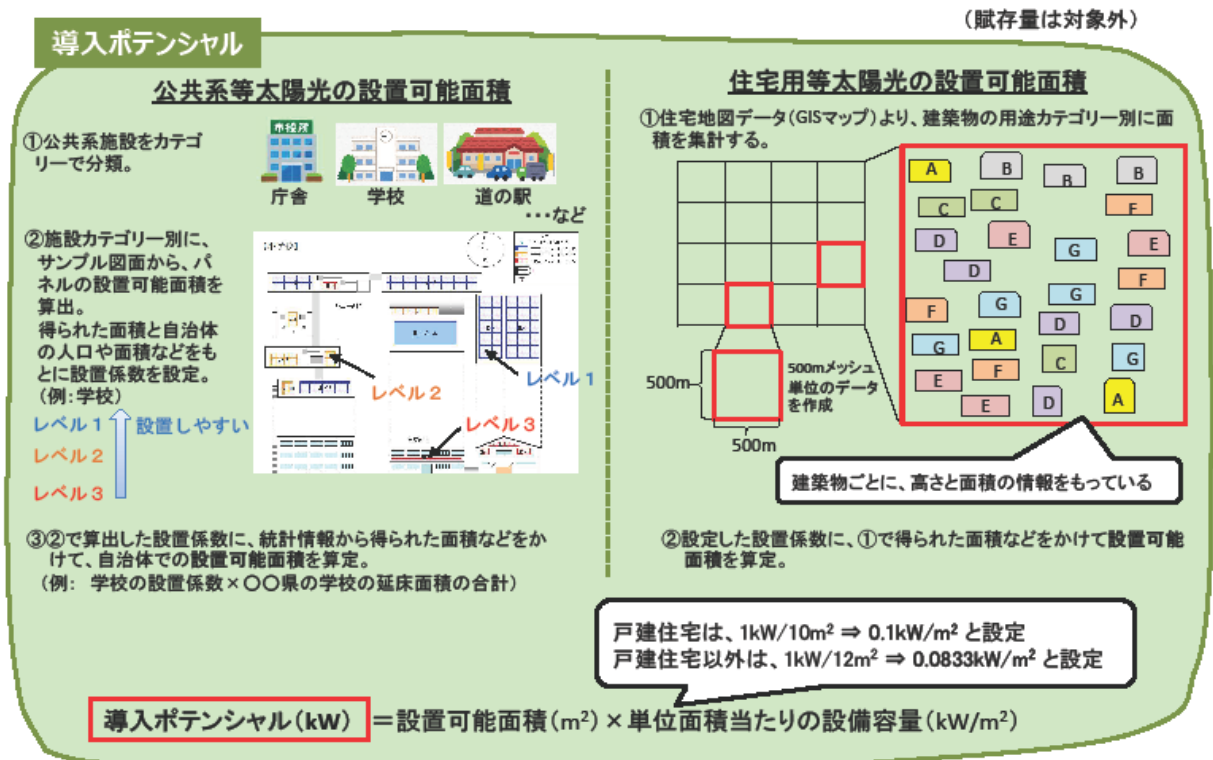 (賦存量は対象外)
導入ポテンシャル
公共系等太陽光の設置可能面積
①公共系施設をカテゴ
リーで分類。
市役所
庁舎
学校
道の駅
・・・など
②施設カテゴリー別に、
サンプル図面から、パ
ネルの設置可能面積を
算出。
得られた面積と自治体
の人口や面積などをも
とに設置係数を設定。
(例:学校)
レベル1
設置しやすい
レベル2
レベル3
レベル1
レベル2
レベル3
③②で算出した設置係数に、統計情報から得られた面積などをか
けて、自治体での設置可能面積を算定。
(例: 学校の設置係数×〇〇県の学校の延床面積の合計)
住宅用等太陽光の設置可能面積
①住宅地図データ(GISマップ)より、建築物の用途カテゴリー別に面
積を集計する。
A B B B
C C F
D E G E
D F
F G G
D D
G A
C G
E F
E D A
500m
500m
500mメッシュ
単位のデータ
を作成
建築物ごとに、高さと面積の情報をもっている
②設定した設置係数に、①で得られた面積などをかけて設置可能
面積を算定。
戸建住宅は、1kW/10m² ⇒ 0.1kW/m² と設定
戸建住宅以外は、1kW/12m² ⇒ 0.0833kW/m² と設定
導入ポテンシャル(kW) =設置可能面積(m²)×単位面積当たりの設備容量(kW/m²)